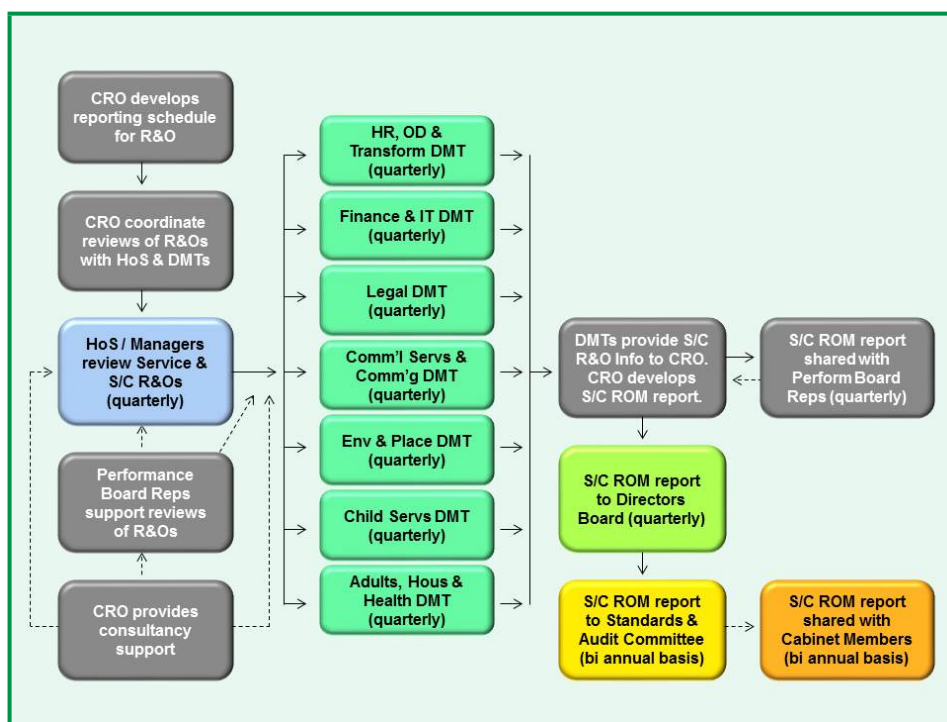 CRO develops
reporting schedule
for R&O
CRO coordinate
reviews of R&Os
with HoS & DMTs
HoS / Managers
review Service &
S/C R&Os
(quarterly)
Performance
Board Reps
support reviews
of R&Os
CRO provides
consultancy
support
HR, OD &
Transform DMT
(quarterly)
Finance & IT DMT
(quarterly)
Legal DMT
(quarterly)
Comm'l Servs &
Comm'g DMT
(quarterly)
Env & Place DMT
(quarterly)
Child Servs DMT
(quarterly)
Adults, Hous &
Health DMT
(quarterly)
DMTs provide S/C
R&O Info to CRO.
CRO develops
S/C ROM report.
S/C ROM report
shared with
Perform Board
Reps (quarterly)
S/C ROM report
to Directors
Board (quarterly)
S/C ROM report
to Standards &
Audit Committee
(bi annual basis)
S/C ROM report
shared with
Cabinet Members
(bi annual basis)